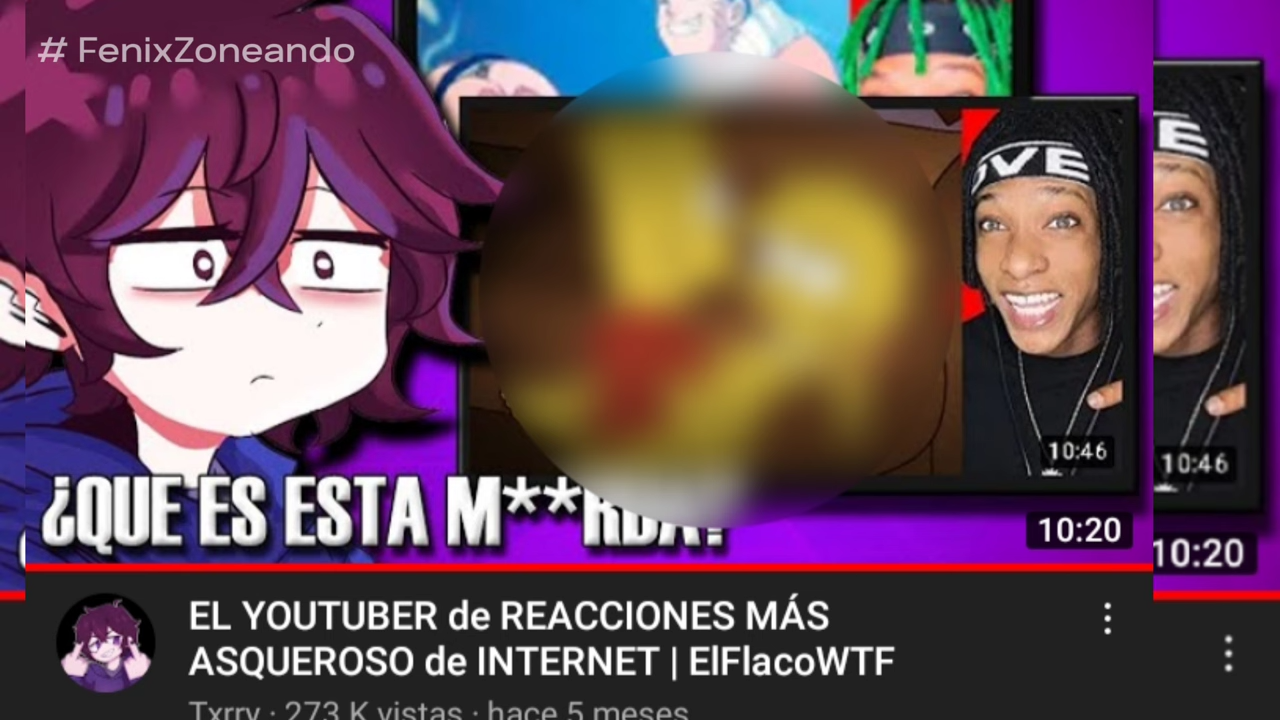 # FenixZoneando
OVE
E
10:46
10:46
¿QUE ES ESTA M**RDA?
10:20
10:20
EL YOUTUBER de REACCIONES MÁS
ASQUEROSO de INTERNET | ElFlacoWTF
Txrry · 273 K vistas · hace 5 meses